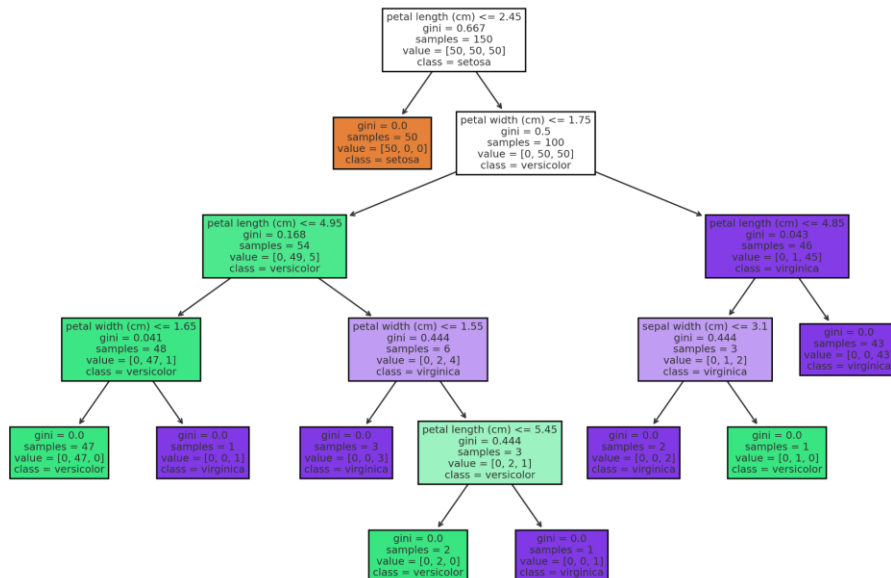 petal length (cm) <= 2.45
gini = 0.667
samples = 150
value = [50, 50, 50]
class = setosa
gini = 0.0
samples = 50
value = [50, 0, 0]
class = setosa
petal width (cm) <= 1.75
gini = 0.5
samples = 100
value = [0, 50, 50]
class = versicolor
petal length (cm) <= 4.95
gini = 0.168
samples = 54
value = [0, 49, 5]
class = versicolor
petal length (cm) <= 4.85
gini = 0.043
samples = 46
value = [0, 1, 45]
class = virginica
petal width (cm) <= 1.65
gini = 0.041
samples = 48
value = [0, 47, 1]
class = versicolor
petal width (cm) <= 1.55
gini = 0.444
samples = 6
value = [0, 2, 4]
class = virginica
sepal width (cm) <= 3.1
gini = 0.444
samples = 3
value = [0, 1, 2]
class = virginica
gini = 0.0
samples = 43
value = [0, 0, 43]
class = virginica
gini = 0.0
samples = 47
value = [0, 47, 0]
class = versicolor
gini = 0.0
samples = 1
value = [0, 0, 1]
class = virginica
gini = 0.0
samples = 3
value = [0, 0, 3]
class = virginica
petal length (cm) <= 5.45
gini = 0.444
samples = 3
value = [0, 2, 1]
class = versicolor
gini = 0.0
samples = 2
value = [0, 0, 2]
class = virginica
gini = 0.0
samples = 1
value = [0, 1, 0]
class = versicolor
gini = 0.0
samples = 2
value = [0, 2, 0]
class = versicolor
gini = 0.0
samples = 1
value = [0, 0, 1]
class = virginica